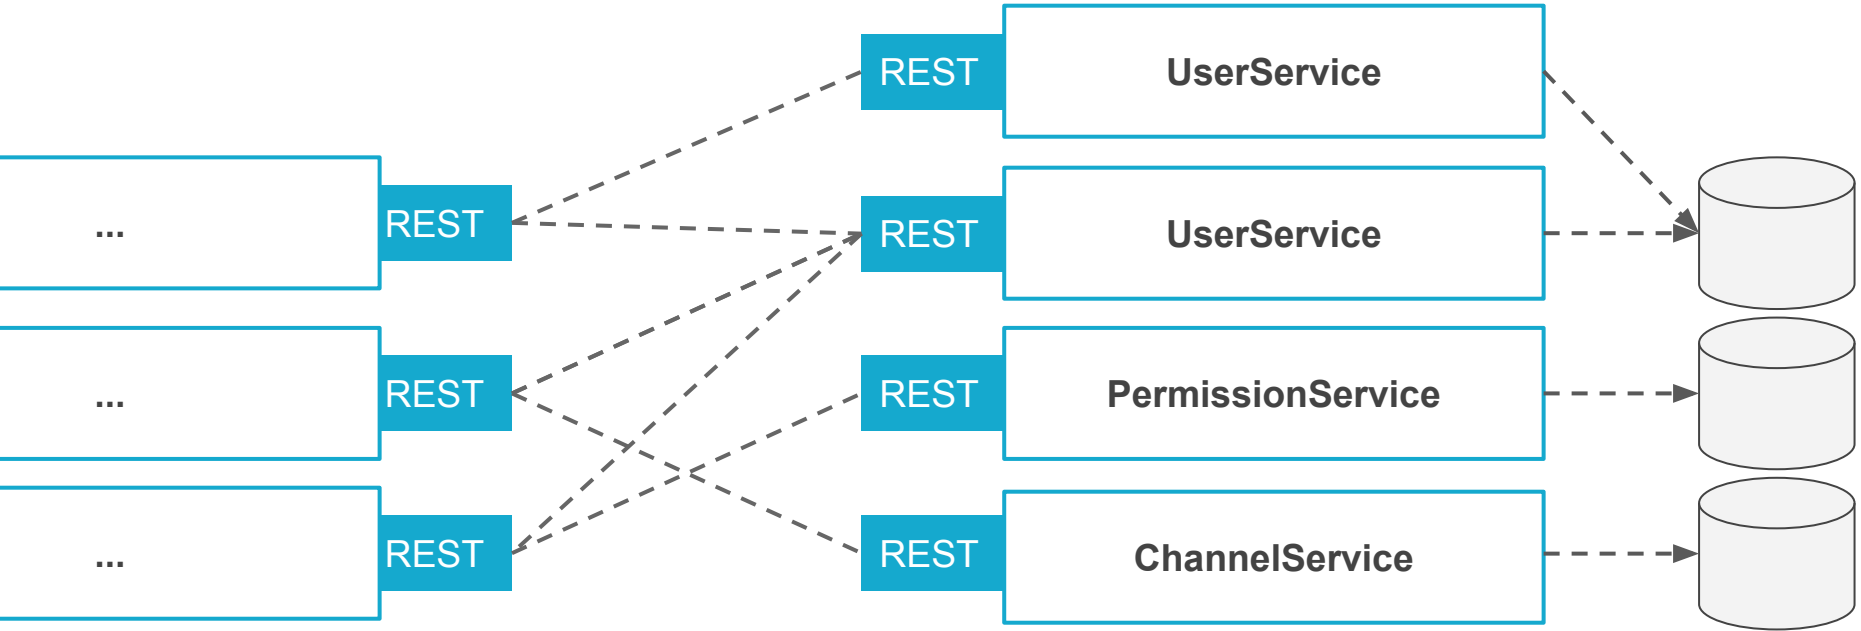 REST
UserService
...
REST
REST
UserService
...
REST
REST
PermissionService
...
REST
REST
ChannelService